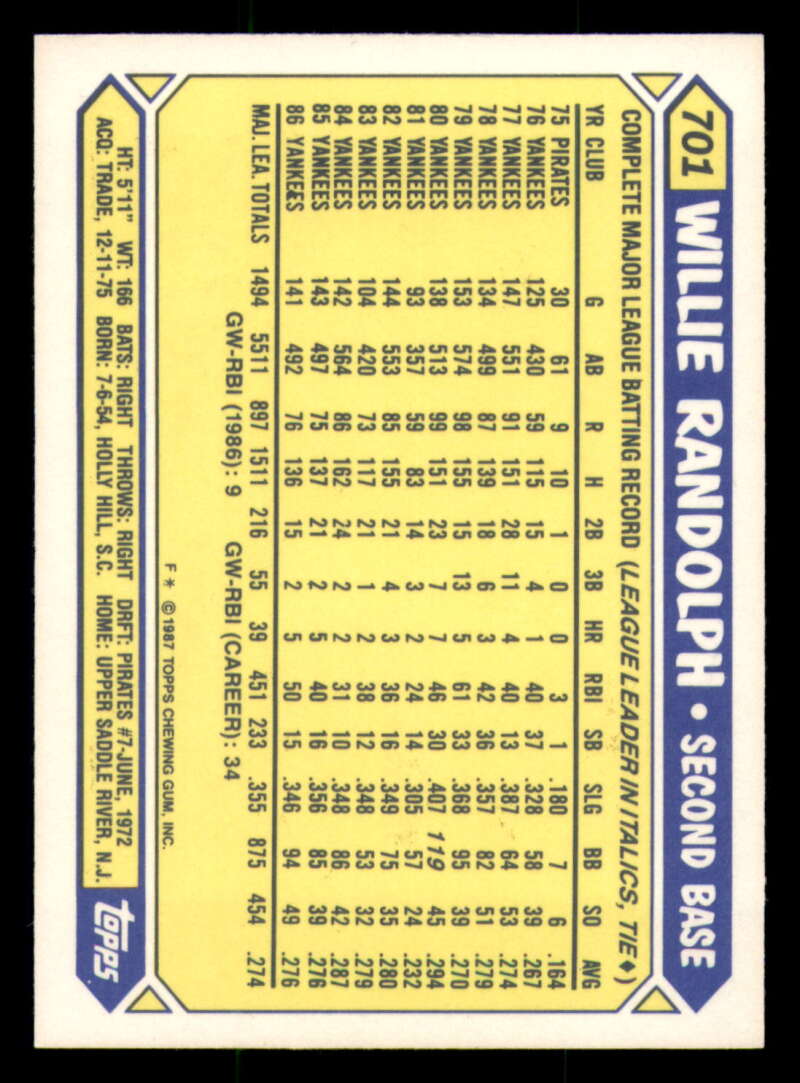 701 WILLIE RANDOLPH • SECOND BASE
COMPLETE MAJOR LEAGUE BATTING RECORD (LEAGUE LEADER IN ITALICS, TIE ♦)
YR CLUB G AB R H 2B 3B HR RBI SB SLG BB SO AVG
75 PIRATES 30 61 9 10 1 0 0 3 1 .180 7 6 .164
76 YANKEES 125 430 59 115 15 4 1 40 37 .328 58 39 .267
77 YANKEES 147 551 91 151 28 11 4 40 13 .387 64 53 .274
78 YANKEES 134 499 87 139 18 6 3 42 36 .357 82 51 .279
79 YANKEES 153 574 98 155 15 13 5 61 33 .368 95 39 .270
80 YANKEES 138 513 99 151 23 7 7 46 30 .407 119 45 .294
81 YANKEES 93 357 59 83 14 3 2 24 14 .305 57 24 .232
82 YANKEES 144 553 85 155 21 4 3 36 16 .349 75 35 .280
83 YANKEES 104 420 73 117 21 1 2 38 12 .348 53 32 .279
84 YANKEES 142 564 86 162 24 2 2 31 10 .348 86 42 .287
85 YANKEES 143 497 75 137 21 2 5 40 16 .356 85 39 .276
86 YANKEES 141 492 76 136 15 2 5 50 15 .346 94 49 .276
MAJ. LEA. TOTALS 1494 5511 897 1511 216 55 39 451 233 .355 875 454 .274
GW-RBI (1986): 9 GW-RBI (CAREER): 34
F * © 1987 TOPPS CHEWING GUM, INC.
HT: 5'11" WT: 166 BATS: RIGHT THROWS: RIGHT DRFT: PIRATES #7-JUNE, 1972
ACQ: TRADE, 12-11-75 BORN: 7-6-54, HOLLY HILL, S.C. HOME: UPPER SADDLE RIVER, N.J.
topps